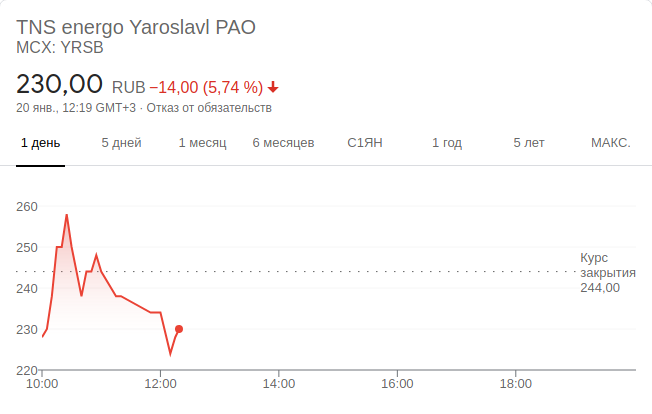 TNS energo Yaroslavl PAO
MCX: YRSB
230,00 RUB −14,00 (5,74 %)
20 янв., 12:19 GMT+3 · Отказ от обязательств
1 день 5 дней 1 месяц 6 месяцев С1ЯН 1 год 5 лет МАКС.
260
250
Курс
закрытия
244,00
240
230
220
10:00 12:00 14:00 16:00 18:00